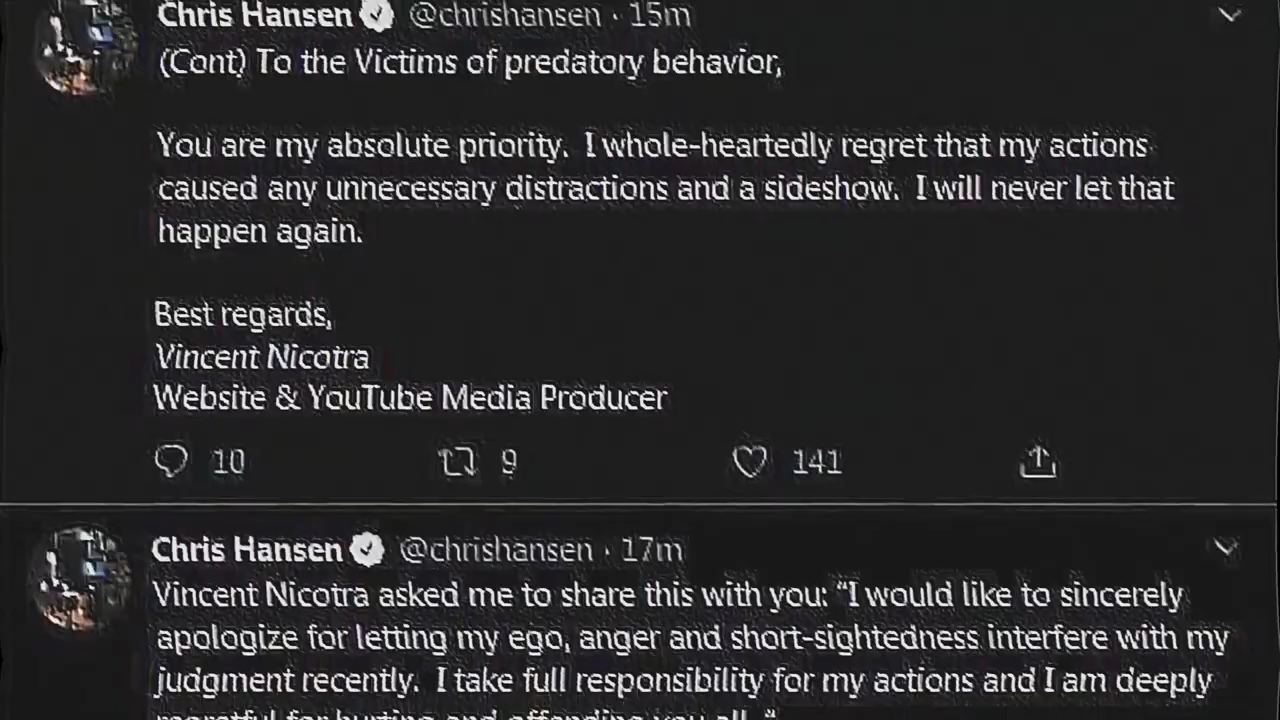 Chris Hansen @chrishansen · 15m
(Cont) To the Victims of predatory behavior,
You are my absolute priority. I whole-heartedly regret that my actions
caused any unnecessary distractions and a sideshow. I will never let that
happen again.
Best regards,
Vincent Nicotra
Website & YouTube Media Producer
10 9 141
Chris Hansen @chrishansen · 17m
Vincent Nicotra asked me to share this with you: “I would like to sincerely
apologize for letting my ego, anger and short-sightedness interfere with my
judgment recently. I take full responsibility for my actions and I am deeply
regretful for hurting and offending you all. “